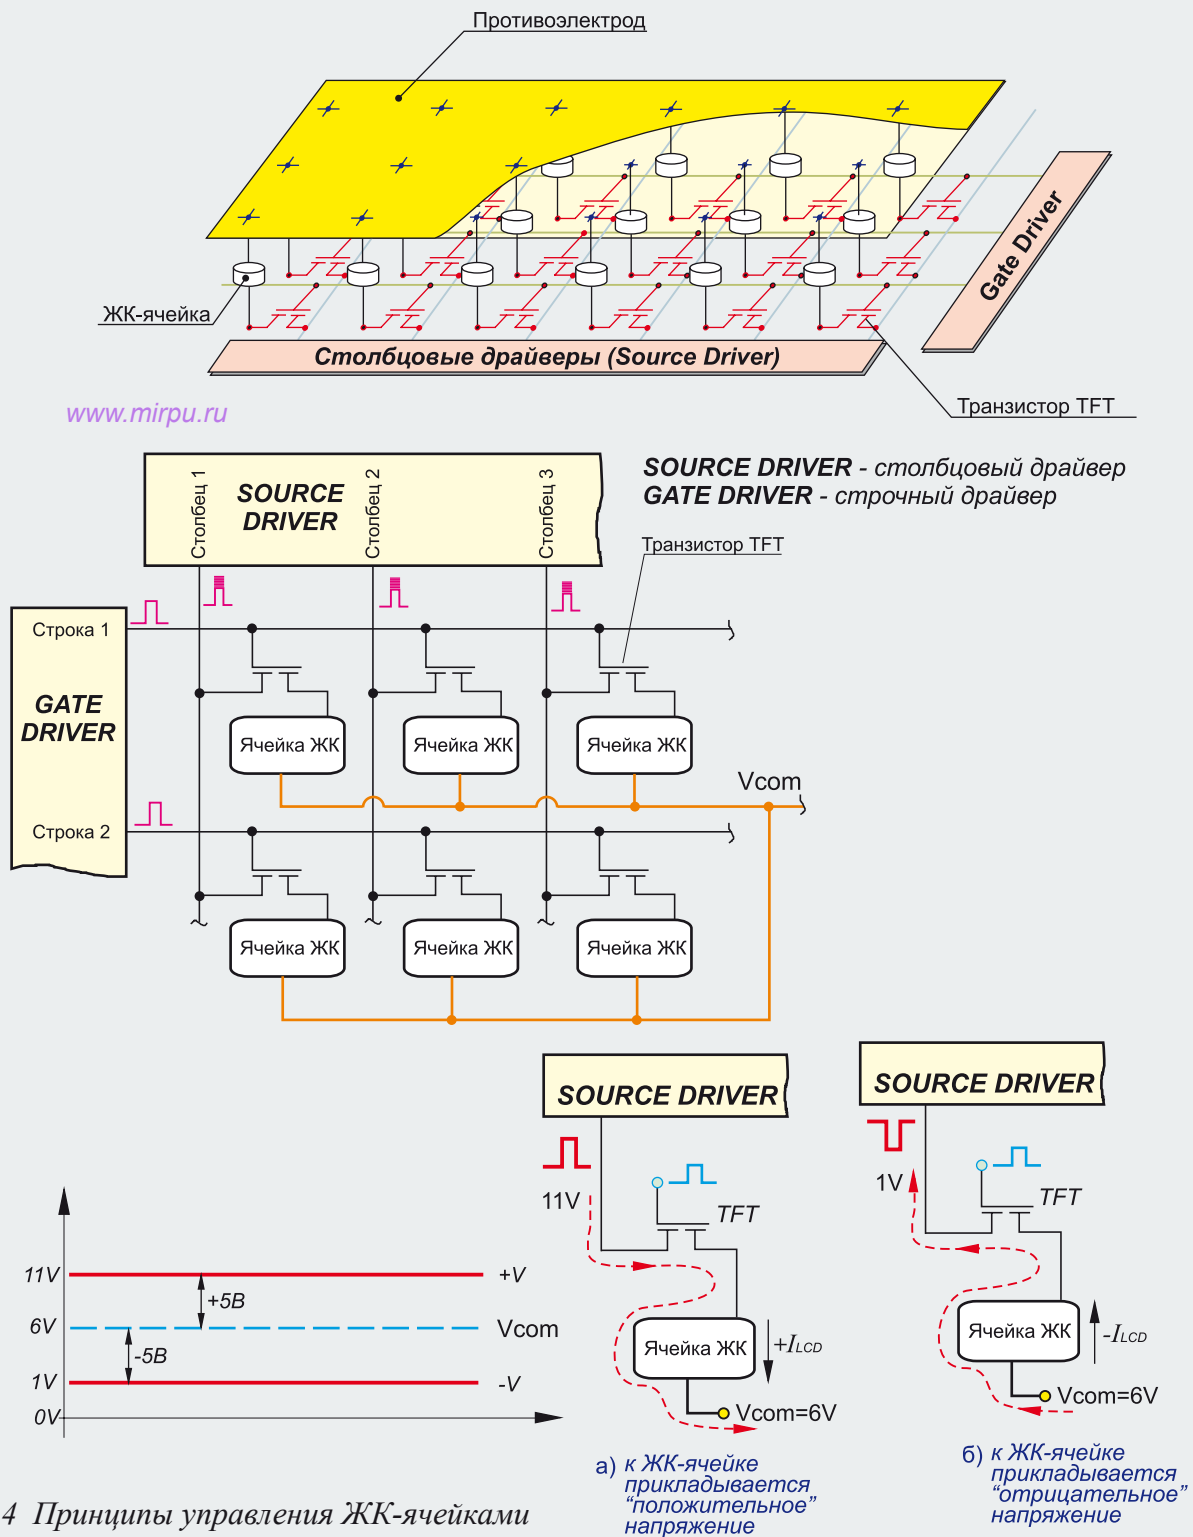 Противоэлектрод
Gate Driver
ЖК-ячейка
Столбцовые драйверы (Source Driver)
Транзистор TFT
www.mirpu.ru
SOURCE DRIVER - столбцовый драйвер
GATE DRIVER - строчный драйвер
Столбец 1
SOURCE
DRIVER
Столбец 2
Столбец 3
Транзистор TFT
Строка 1
GATE
DRIVER
Ячейка ЖК
Ячейка ЖК
Ячейка ЖК
Vcom
Строка 2
Ячейка ЖК
Ячейка ЖК
Ячейка ЖК
SOURCE DRIVER
11V
TFT
Ячейка ЖК
+ILCD
Vcom=6V
а) к ЖК-ячейке
прикладывается
“положительное”
напряжение
SOURCE DRIVER
1V
TFT
Ячейка ЖК
-ILCD
Vcom=6V
б) к ЖК-ячейке
прикладывается
“отрицательное”
напряжение
11V
+V
+5В
6V
Vcom
-5В
1V
-V
0V
4 Принципы управления ЖК-ячейками